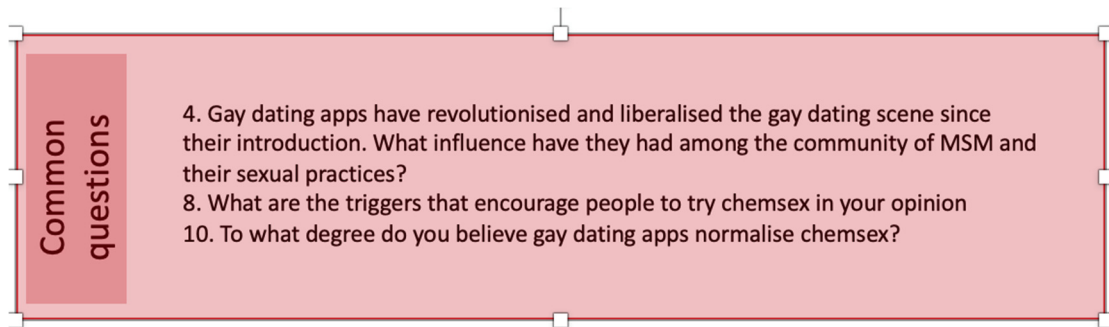 Common
questions
4. Gay dating apps have revolutionised and liberalised the gay dating scene since
their introduction. What influence have they had among the community of MSM and
their sexual practices?
8. What are the triggers that encourage people to try chemsex in your opinion
10. To what degree do you believe gay dating apps normalise chemsex?